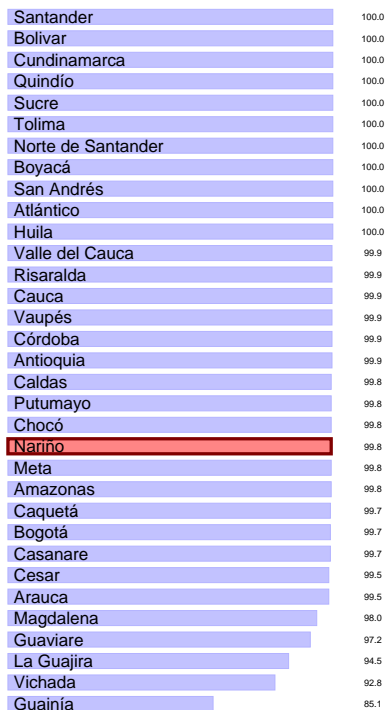 Santander 100.0
Bolivar 100.0
Cundinamarca 100.0
Quindío 100.0
Sucre 100.0
Tolima 100.0
Norte de Santander 100.0
Boyacá 100.0
San Andrés 100.0
Atlántico 100.0
Huila 100.0
Valle del Cauca 99.9
Risaralda 99.9
Cauca 99.9
Vaupés 99.9
Córdoba 99.9
Antioquia 99.9
Caldas 99.8
Putumayo 99.8
Chocó 99.8
Nariño 99.8
Meta 99.8
Amazonas 99.8
Caquetá 99.7
Bogotá 99.7
Casanare 99.7
Cesar 99.5
Arauca 99.5
Magdalena 98.0
Guaviare 97.2
La Guajira 94.5
Vichada 92.8
Guainía 85.1